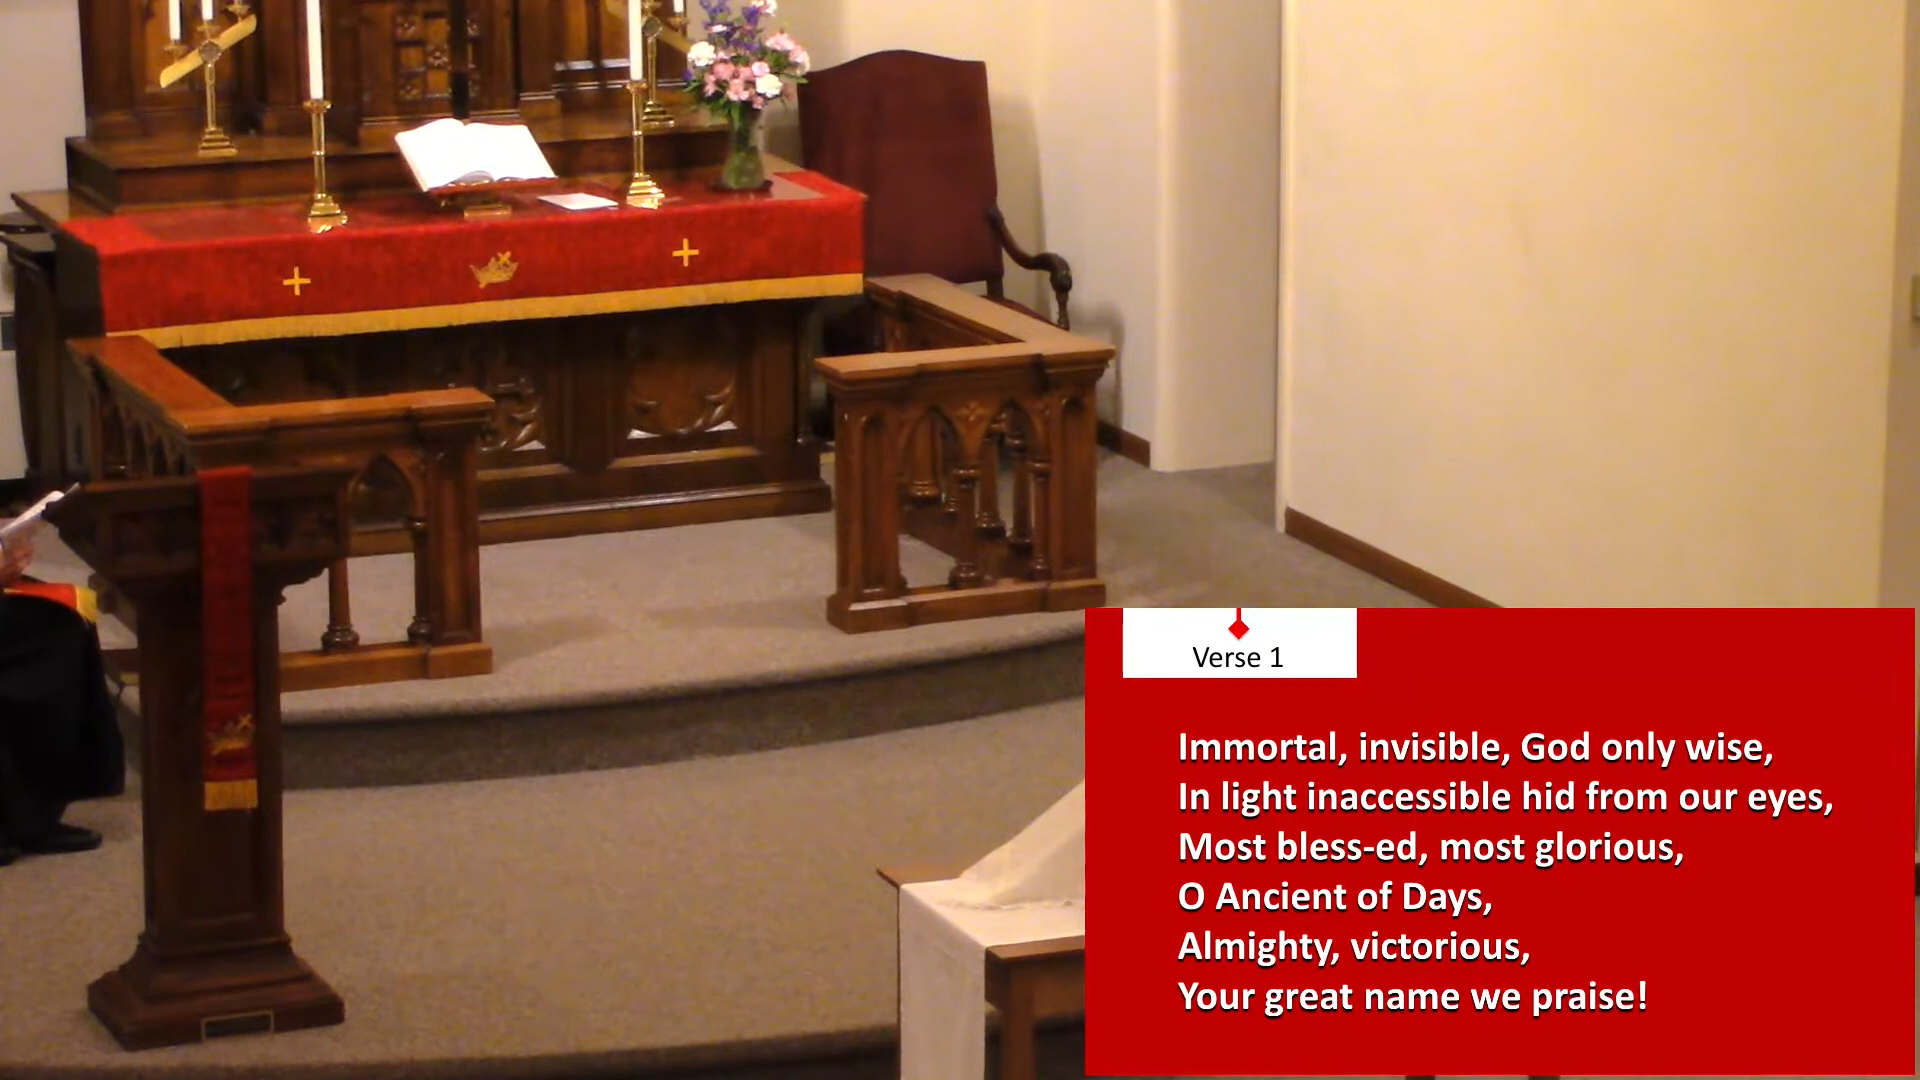 Verse 1
Immortal, invisible, God only wise,
In light inaccessible hid from our eyes,
Most bless-ed, most glorious,
O Ancient of Days,
Almighty, victorious,
Your great name we praise!